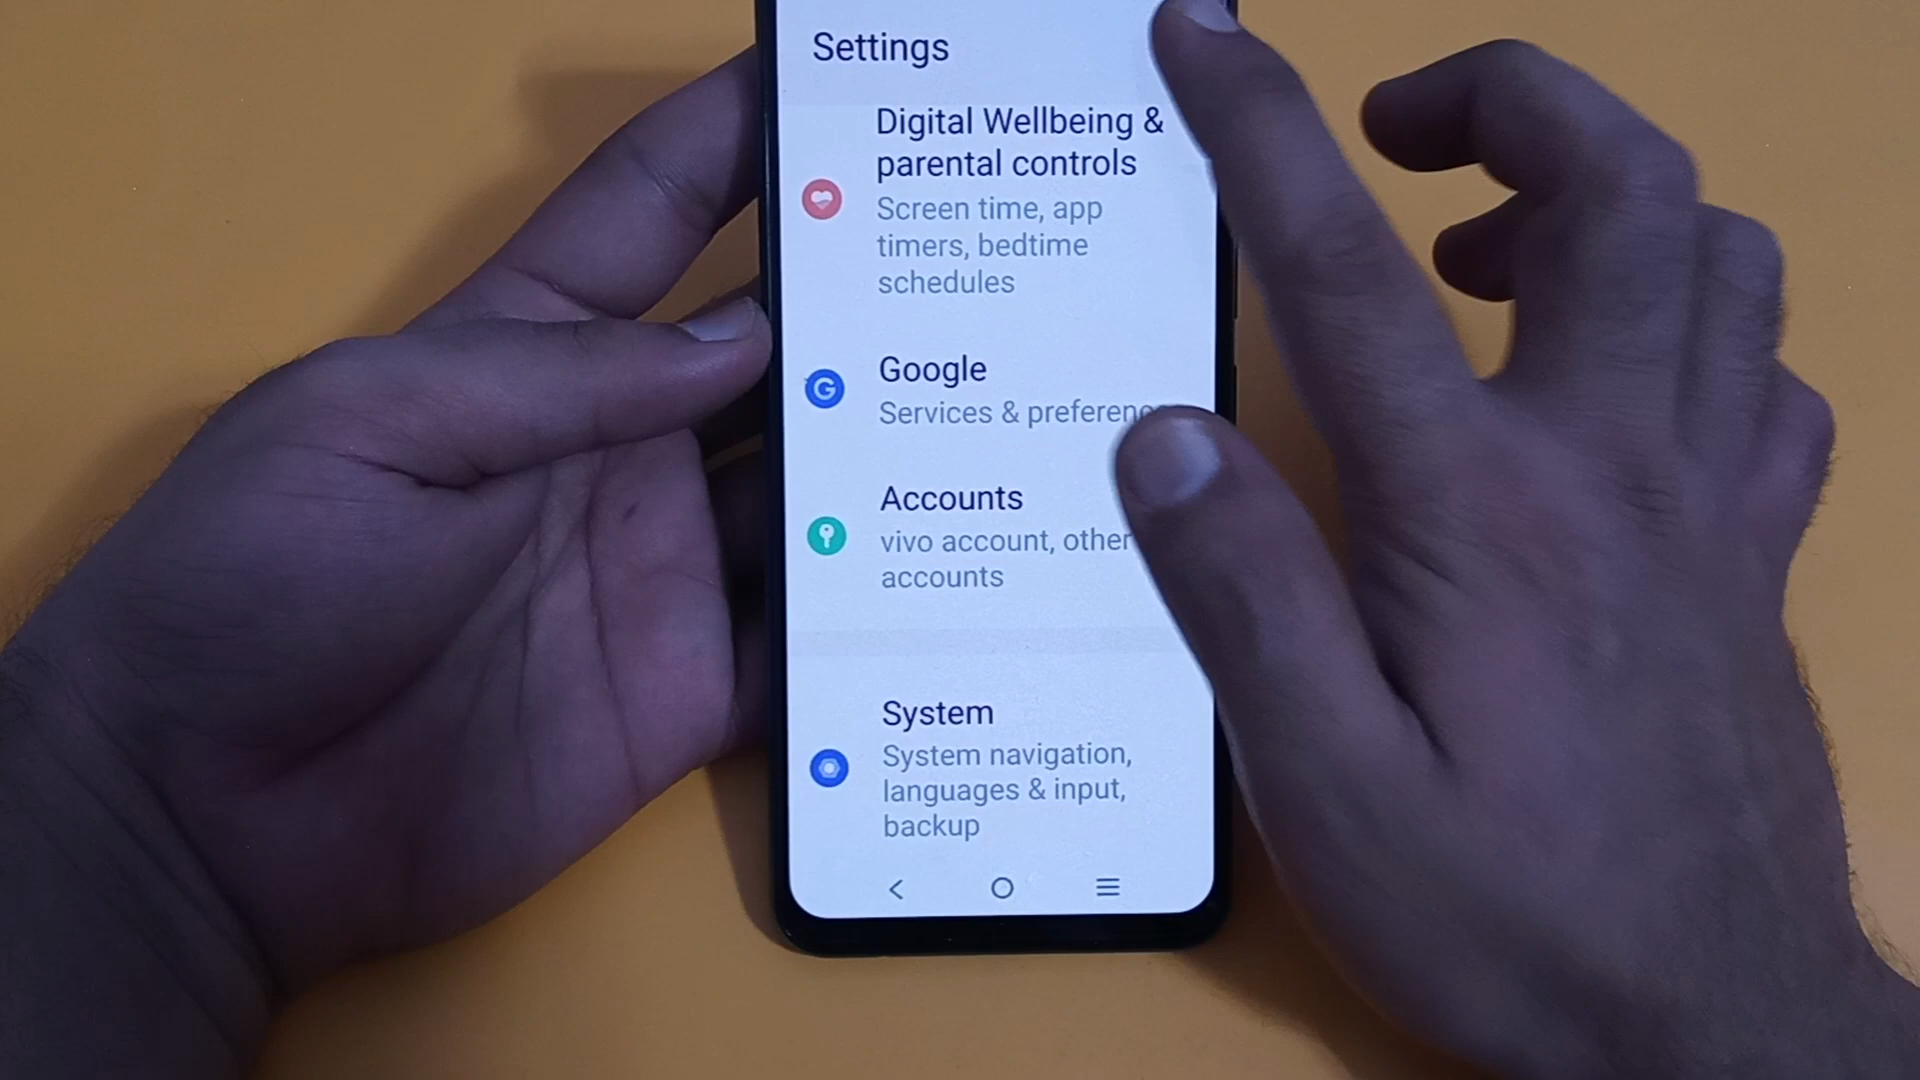 Settings
Digital Wellbeing &
parental controls
Screen time, app
timers, bedtime
schedules
Google
Services &
Accounts
vivo account, other
accounts
System
System navigation,
languages & input,
backup